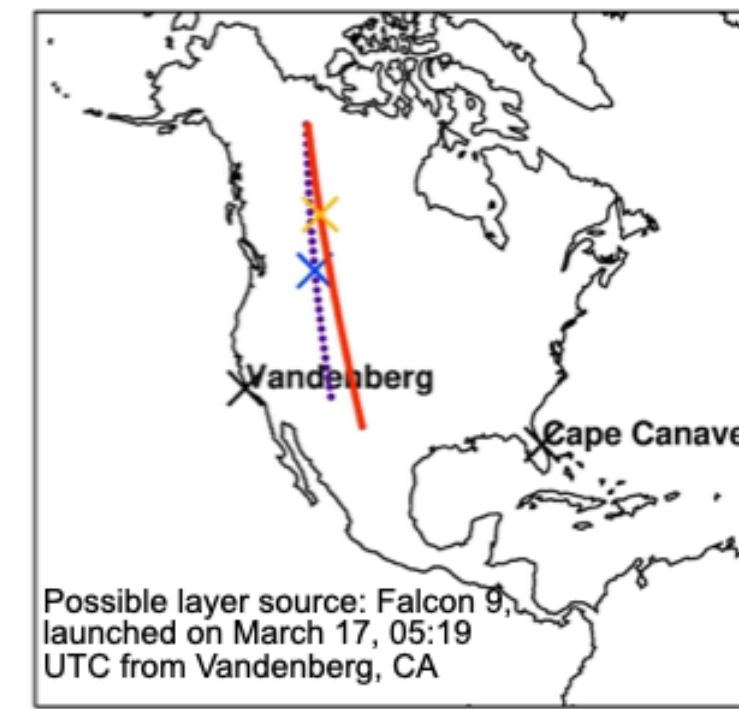 Vandenberg
Cape Canave
Possible layer source: Falcon 9,
launched on March 17, 05:19
UTC from Vandenberg, CA